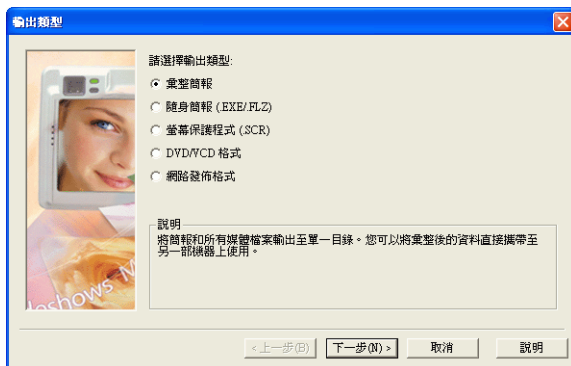 輸出類型
請選擇輸出類型:
彙整簡報
隨身簡報 (.EXE/.FLZ)
螢幕保護程式 (.SCR)
DVD/VCD 格式
網路發佈格式
說明
將簡報和所有媒體檔案輸出至單一目錄。您可以將彙整後的資料直接攜帶至
另一部機器上使用。
oshows M
<上一步(B)
下一步(N) >
取消
說明